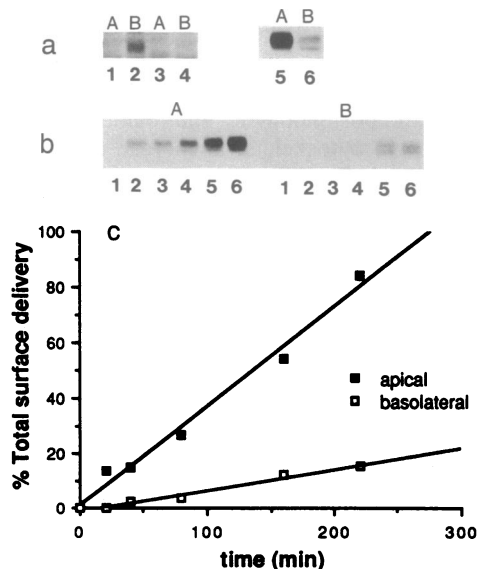 A B A B A B
a
1 2 3 4 5 6
A B
b
1 2 3 4 5 6 1 2 3 4 5 6
C
100
80
60
40
20
0
% Total surface delivery
apical
basolateral
0 100 200 300
time (min)